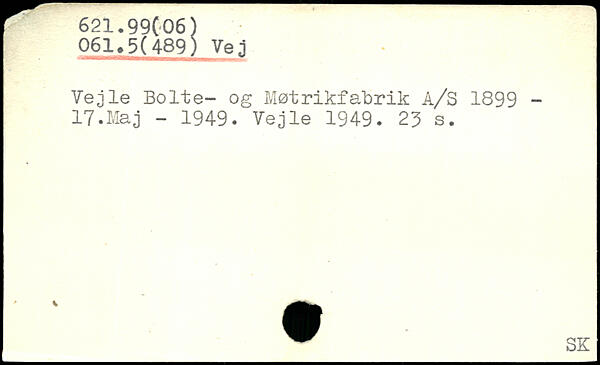 621.99(06)
061.5(489) Vej
Vejle Bolte- og Møtrikfabrik A/S 1899 -
17.Maj - 1949. Vejle 1949. 23 s.
SK